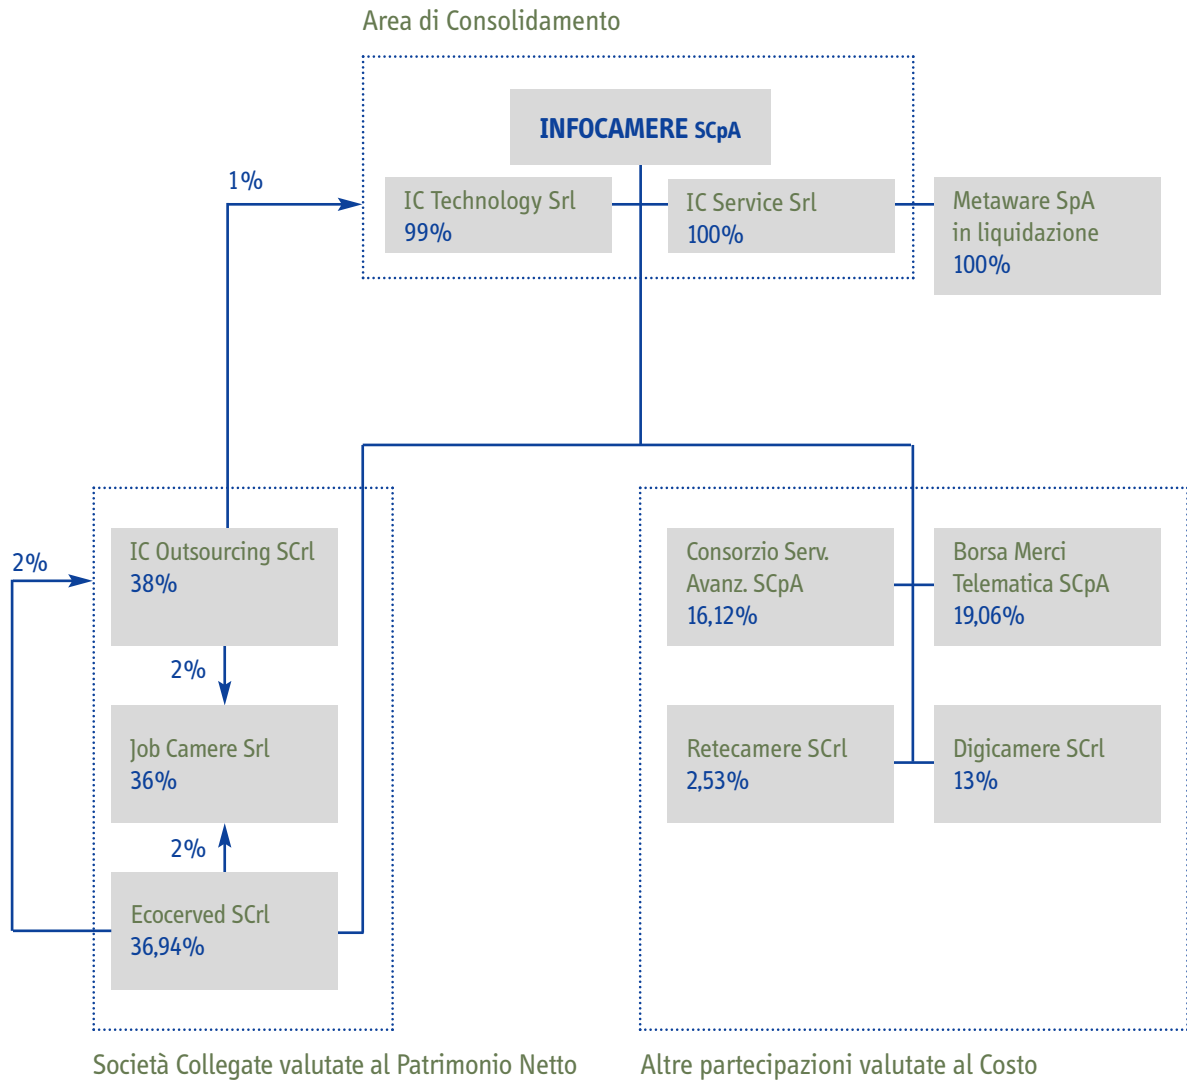 Area di Consolidamento
INFOCAMERE SCpA
1%
IC Technology Srl
99%
IC Service Srl
100%
Metaware SpA
in liquidazione
100%
2%
IC Outsourcing SCrl
38%
2%
Job Camere Srl
36%
2%
Ecocerved SCrl
36,94%
Consorzio Serv.
Avanz. SCpA
16,12%
Borsa Merci
Telematica SCpA
19,06%
Retecamere SCrl
2,53%
Digicamere SCrl
13%
Società Collegate valutate al Patrimonio Netto
Altre partecipazioni valutate al Costo